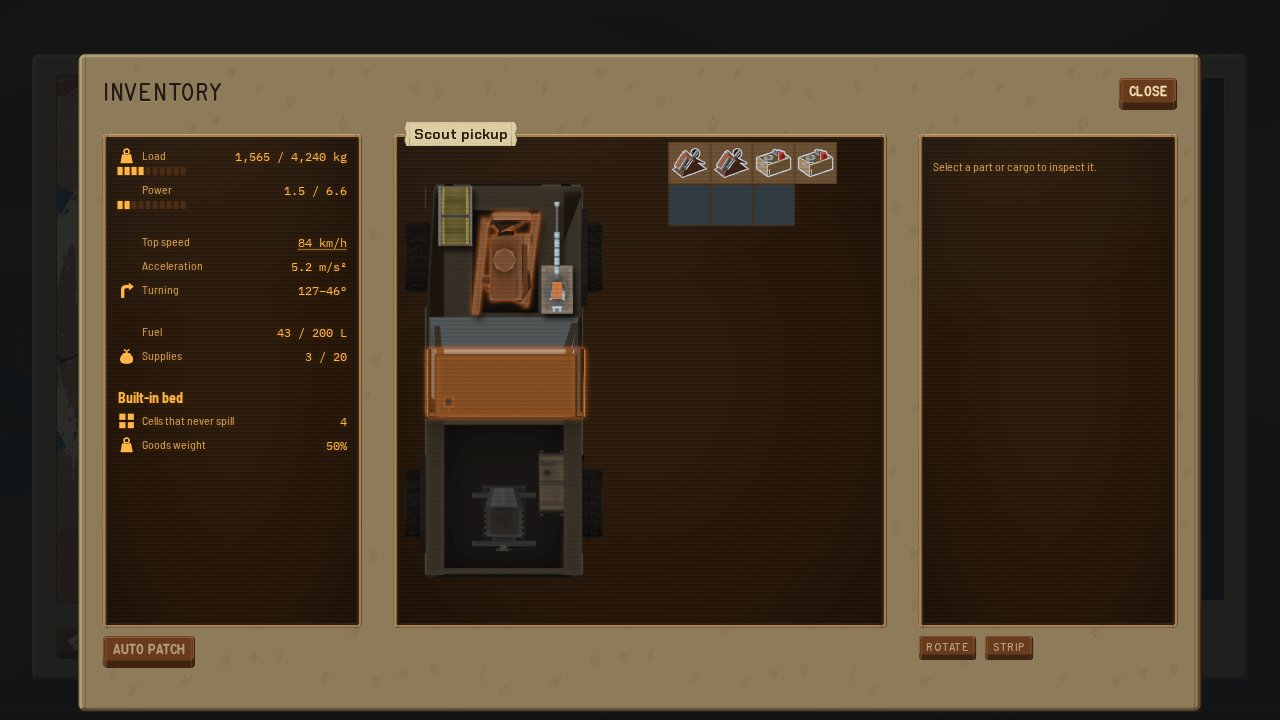 INVENTORY
CLOSE
Scout pickup
Load 1,565 / 4,240 kg
Power 1.5 / 6.6
Top speed 84 km/h
Acceleration 5.2 m/s²
Turning 127–46°
Fuel 43 / 200 L
Supplies 3 / 20
Built-in bed
Cells that never spill 4
Goods weight 50%
Select a part or cargo to inspect it.
AUTO PATCH
ROTATE
STRIP